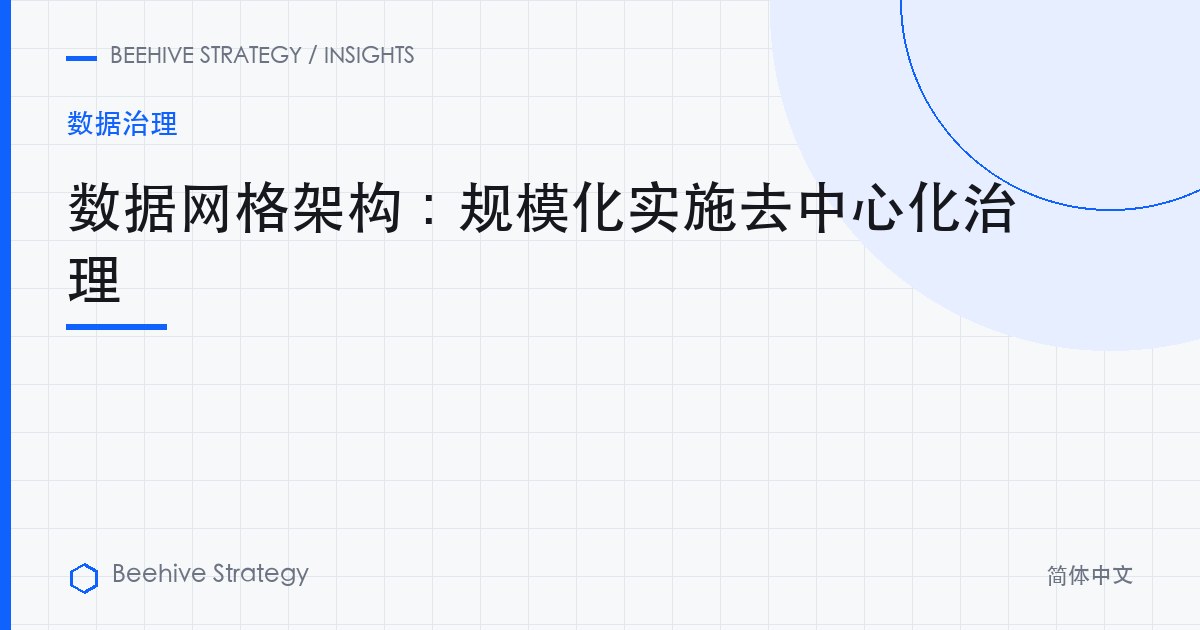 BEEHIVE STRATEGY / INSIGHTS
数据治理
数据网格架构：规模化实施去中心化治
理
Beehive Strategy
简体中文